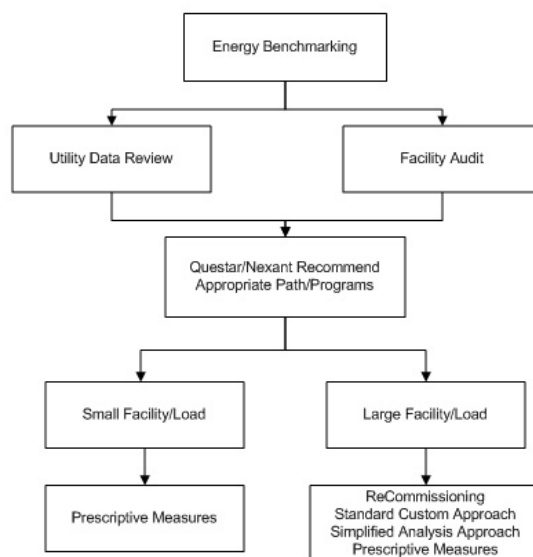 Energy Benchmarking
Utility Data Review
Facility Audit
Questar/Nexant Recommend
Appropriate Path/Programs
Small Facility/Load
Large Facility/Load
Prescriptive Measures
ReCommissioning
Standard Custom Approach
Simplified Analysis Approach
Prescriptive Measures